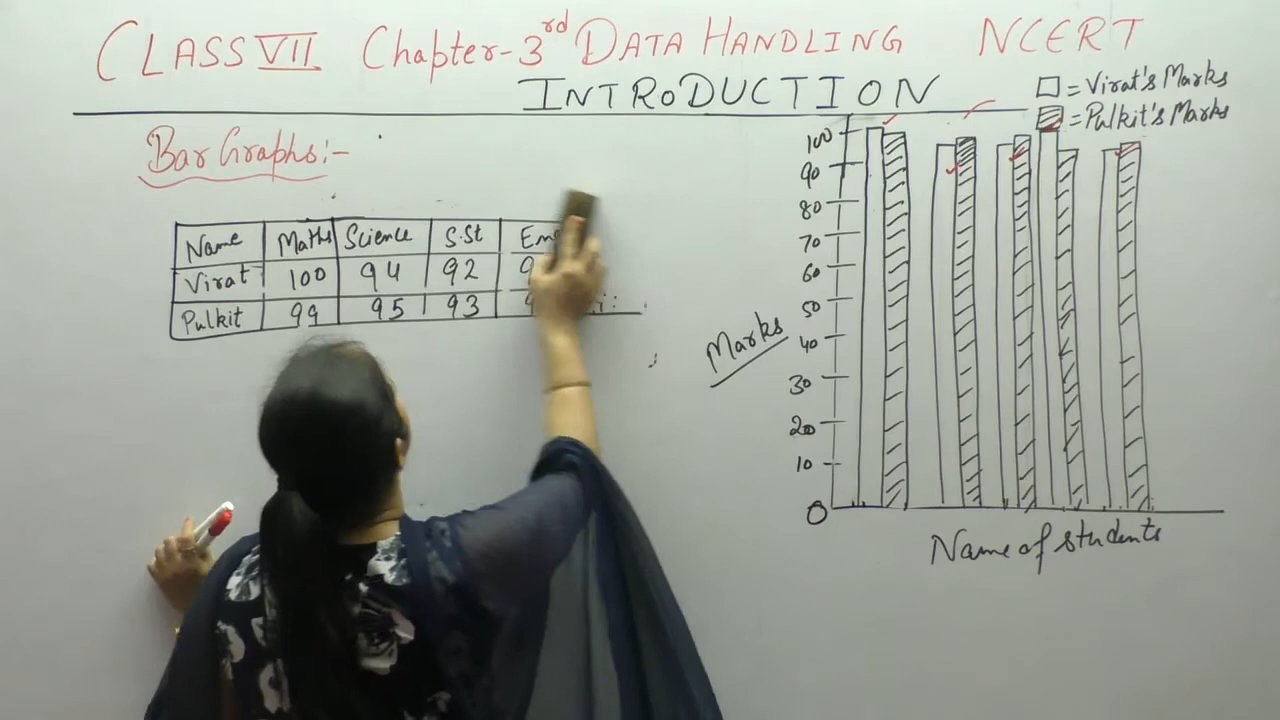 CLASS VII Chapter-3rd DATA HANDLING NCERT
INTRODUCTION
□ = Virat's Marks
= Pulkit's Marks
Bar Graphs:-
Name Maths Science S.St
Virat 100 94 92
Pulkit 99 95 93
100
90
80
70
60
50
40
30
20
10
0
Marks
Name of students